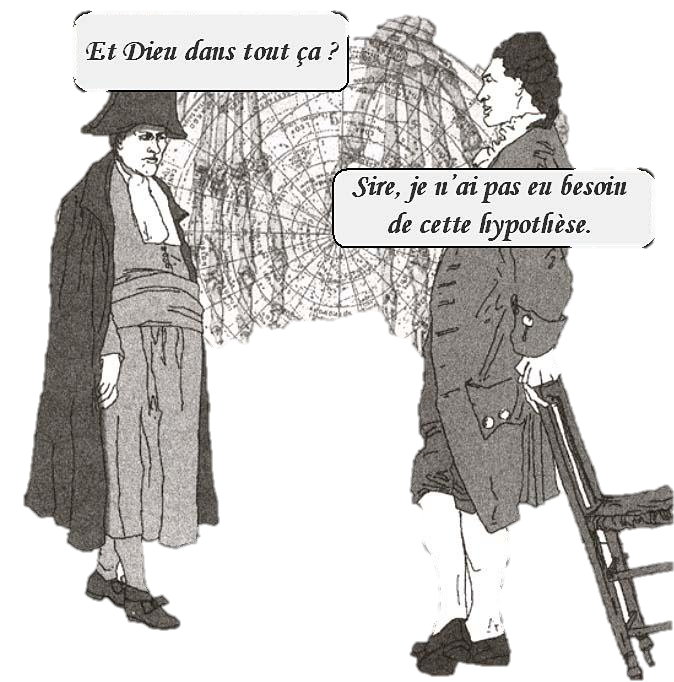 Et Dieu dans tout ça ?
Sire, je n'ai pas eu besoin
de cette hypothèse.